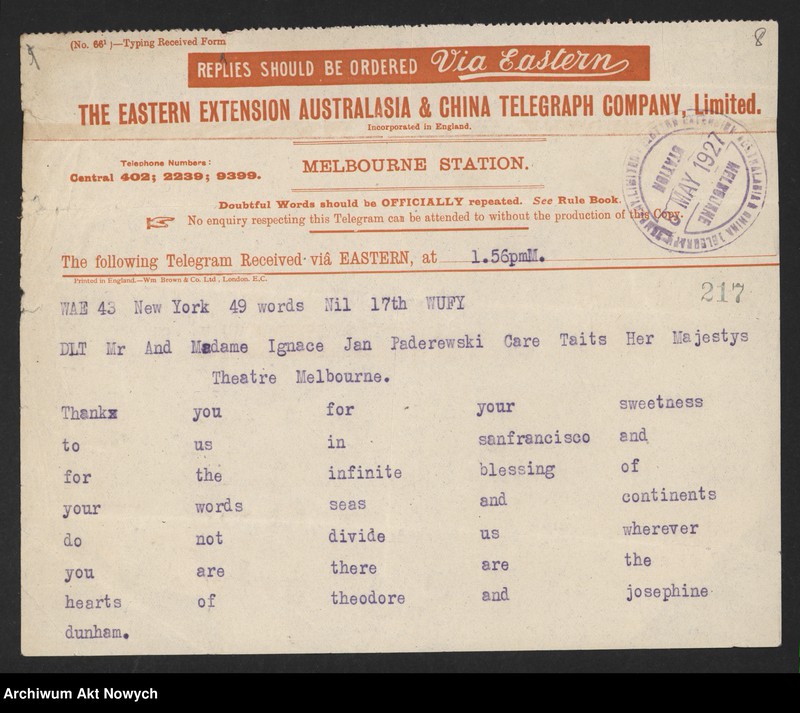 (No. 66¹)—Typing Received Form
8
REPLIES SHOULD BE ORDERED Via Eastern
THE EASTERN EXTENSION AUSTRALASIA & CHINA TELEGRAPH COMPANY, Limited.
Incorporated in England.
Telephone Numbers:
Central 402; 2239; 9399.
MELBOURNE STATION.
MAY 1927
MELBOURNE
STATION
Doubtful Words should be OFFICIALLY repeated. See Rule Book.
No enquiry respecting this Telegram can be attended to without the production of this Copy.
The following Telegram Received viâ EASTERN, at 1.56pmM.
Printed in England.—Wm Brown & Co. Ltd, London. E.C.
217
WAE 43 New York 49 words Nil 17th WUFY
DLT Mr And Madame Ignace Jan Paderewski Care Taits Her Majestys
Theatre Melbourne.
Thankx you for your sweetness
to us in sanfrancisco and
for the infinite blessing of
your words seas and continents
do not divide us wherever
you are there are the
hearts of theodore and josephine
dunham.
Archiwum Akt Nowych